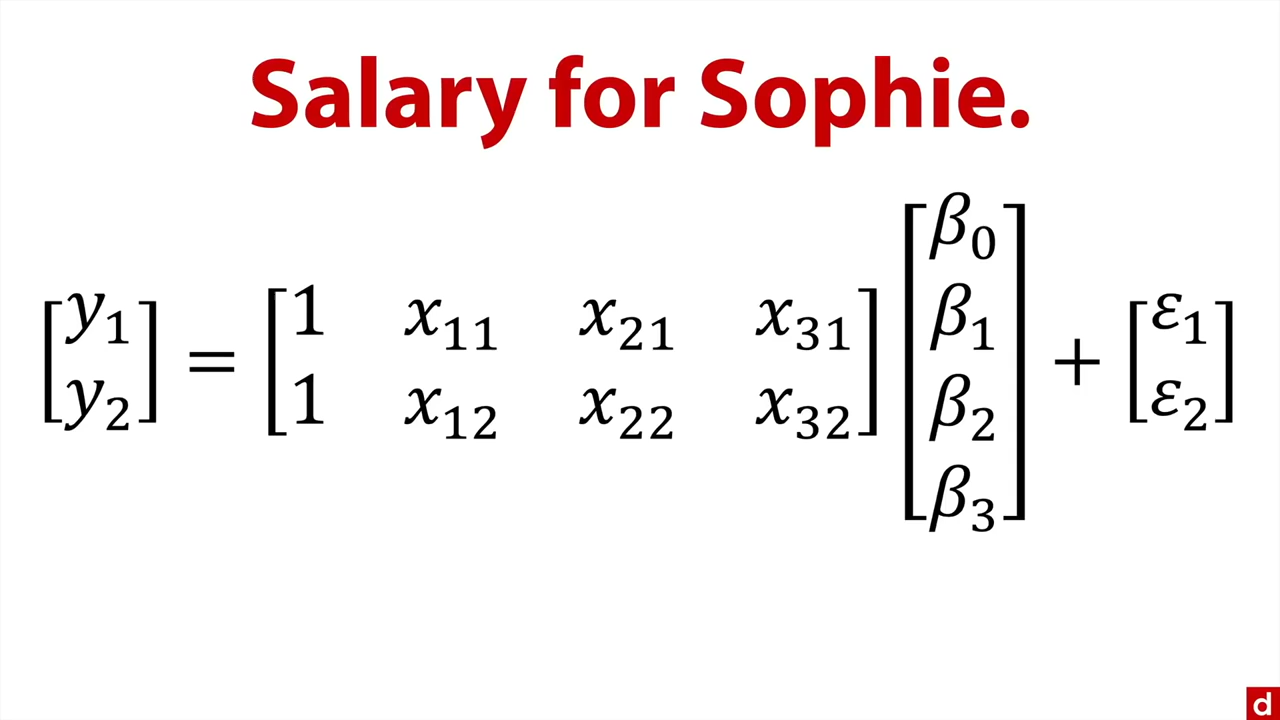 Salary for Sophie.
[y₁ y₂] = [1 x₁₁ x₂₁ x₃₁ 1 x₁₂ x₂₂ x₃₂] [β₀ β₁ β₂ β₃] + [ε₁ ε₂]
d